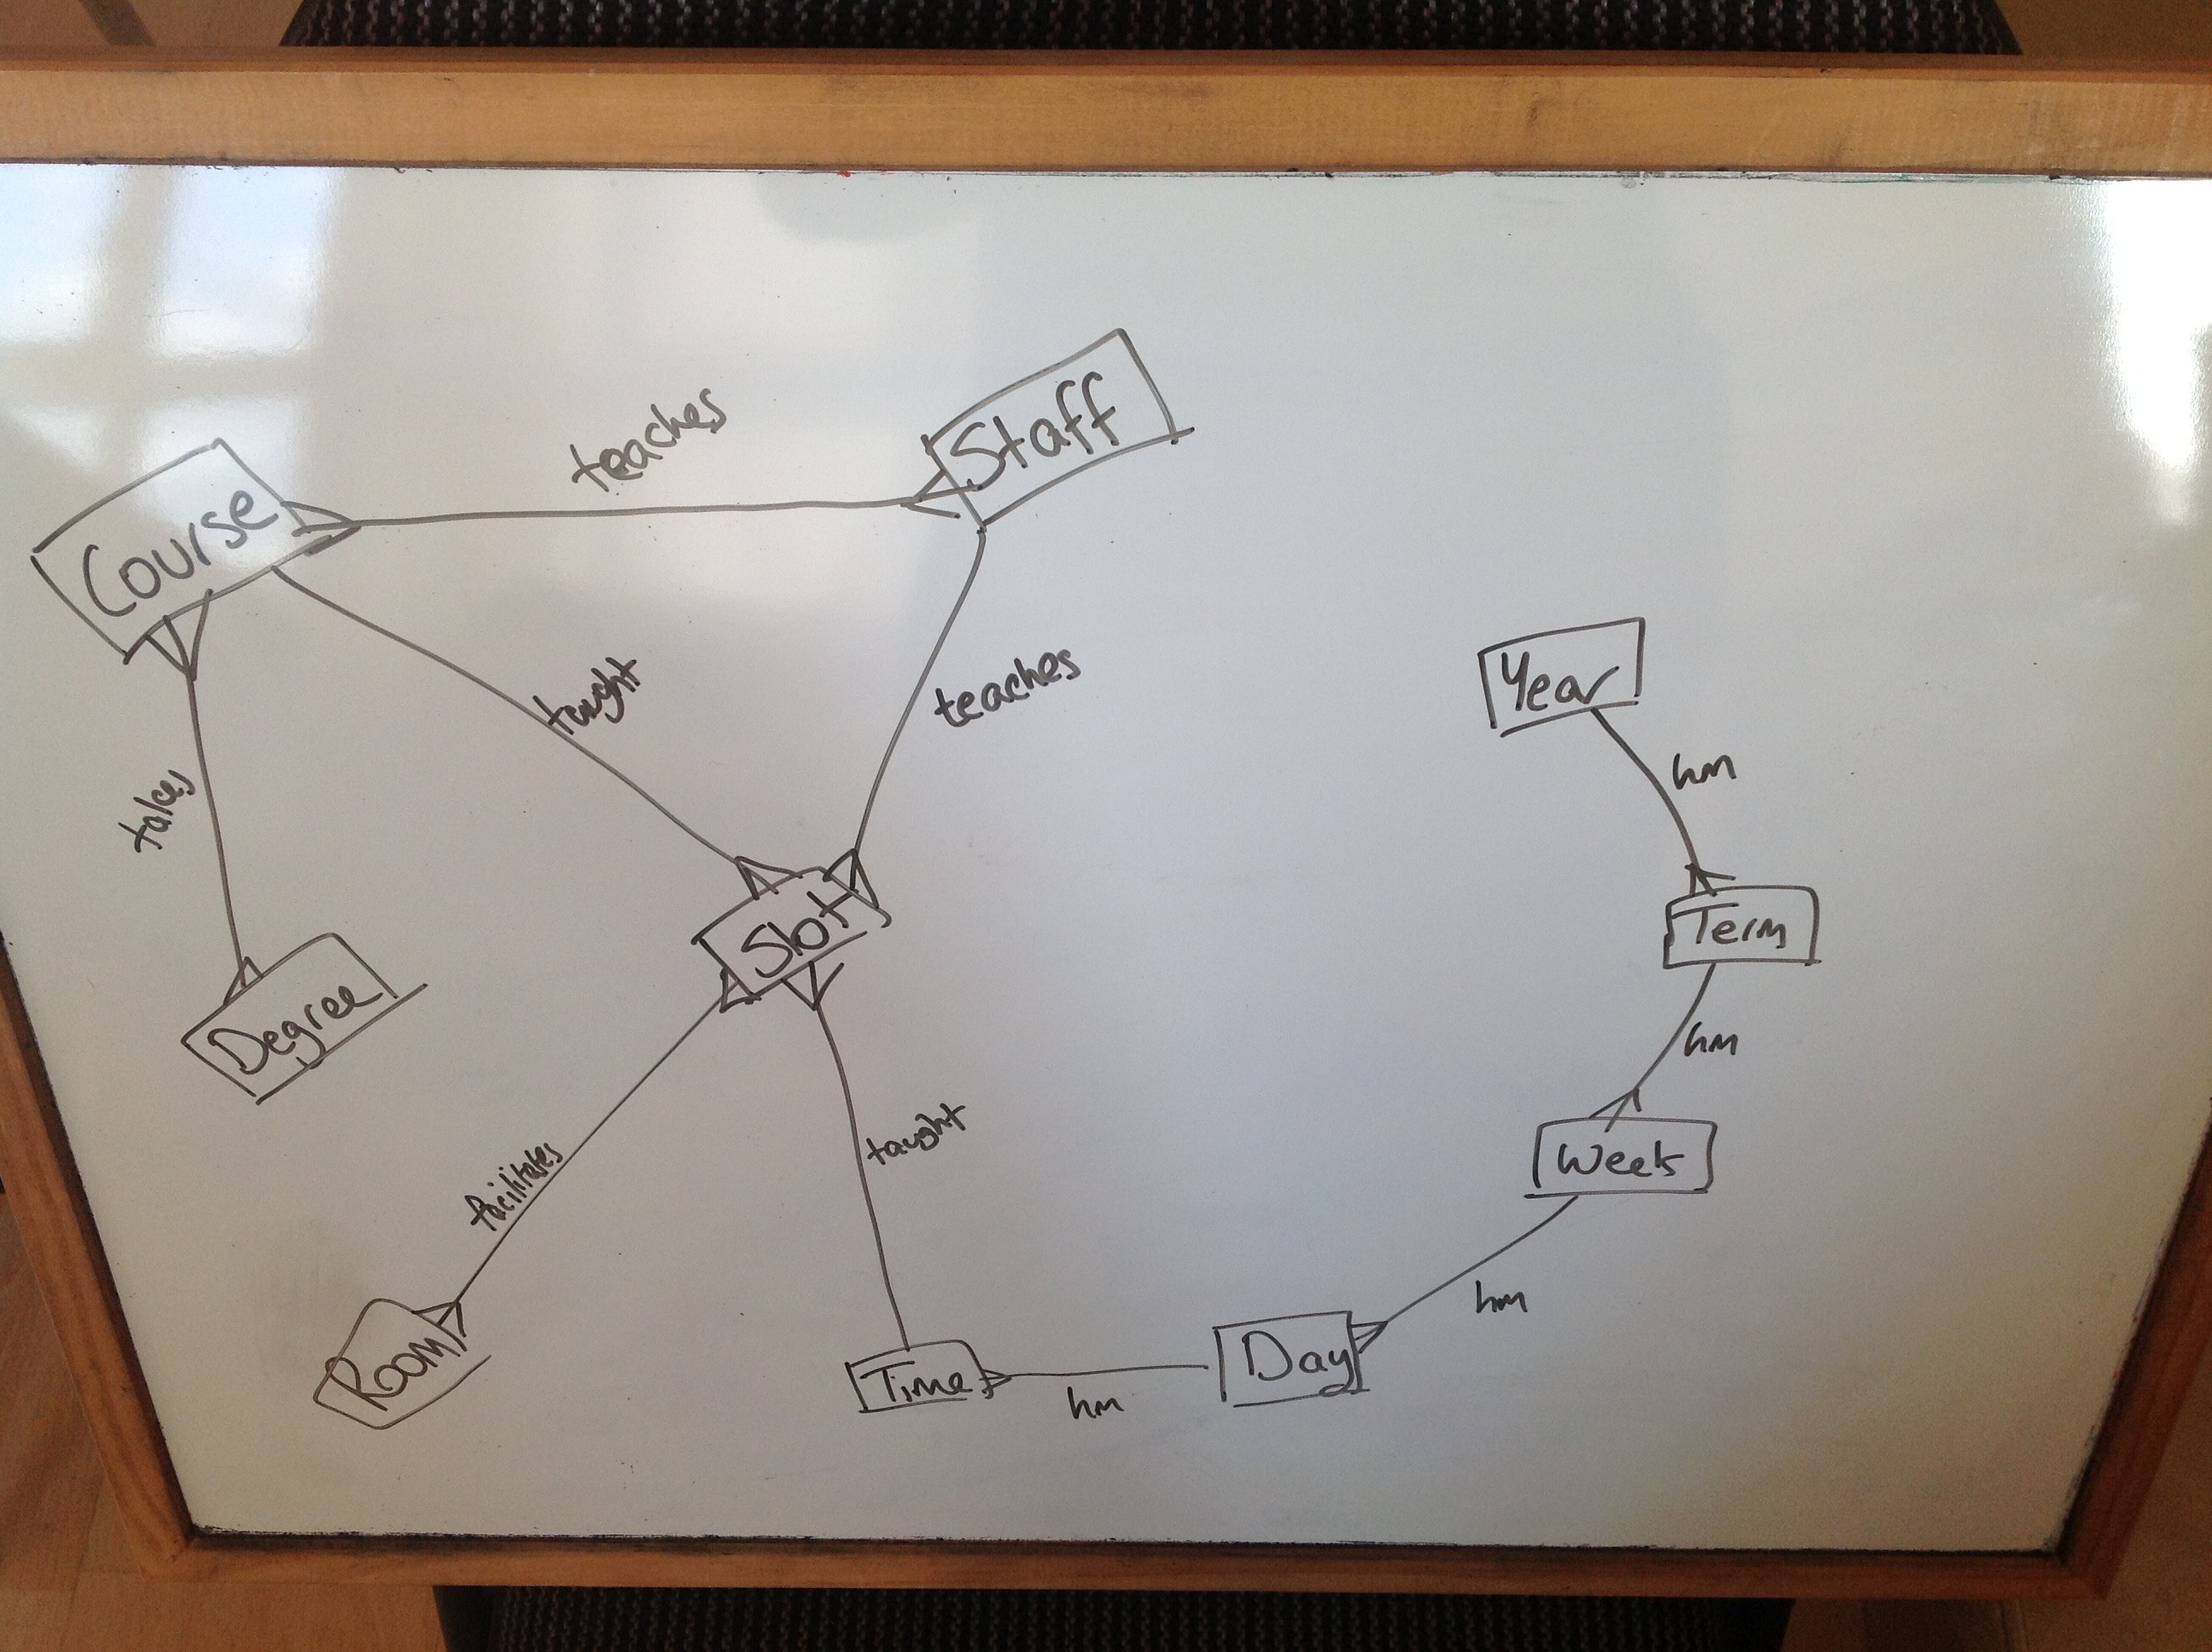 Staff
teaches
Course
teaches
taught
Year
hm
takes
Term
Slot
Degree
hm
taught
Week
facilitates
hm
Room
Time
Day
hm